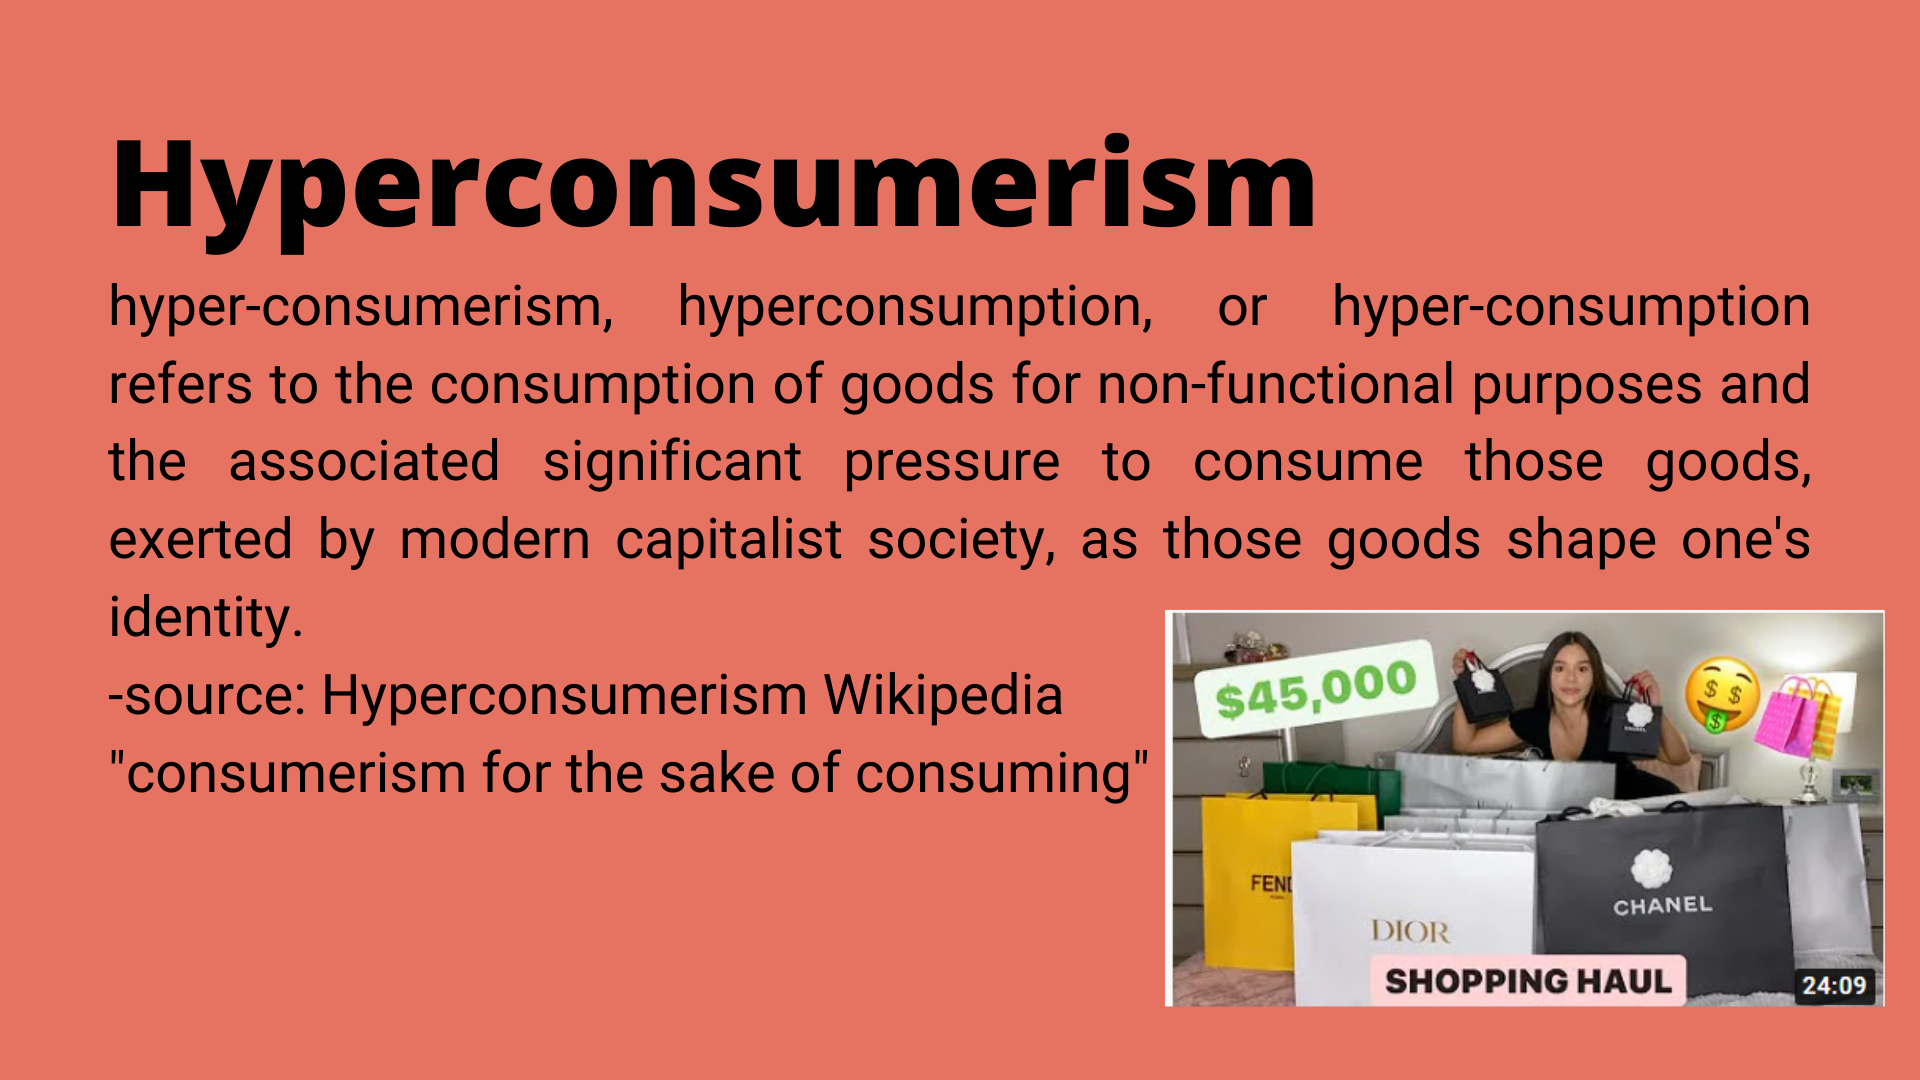 Hyperconsumerism
hyper-consumerism, hyperconsumption, or hyper-consumption
refers to the consumption of goods for non-functional purposes and
the associated significant pressure to consume those goods,
exerted by modern capitalist society, as those goods shape one's
identity.
-source: Hyperconsumerism Wikipedia
"consumerism for the sake of consuming"
$45,000
CHANEL
FEND
DIOR
CHANEL
SHOPPING HAUL
24:09